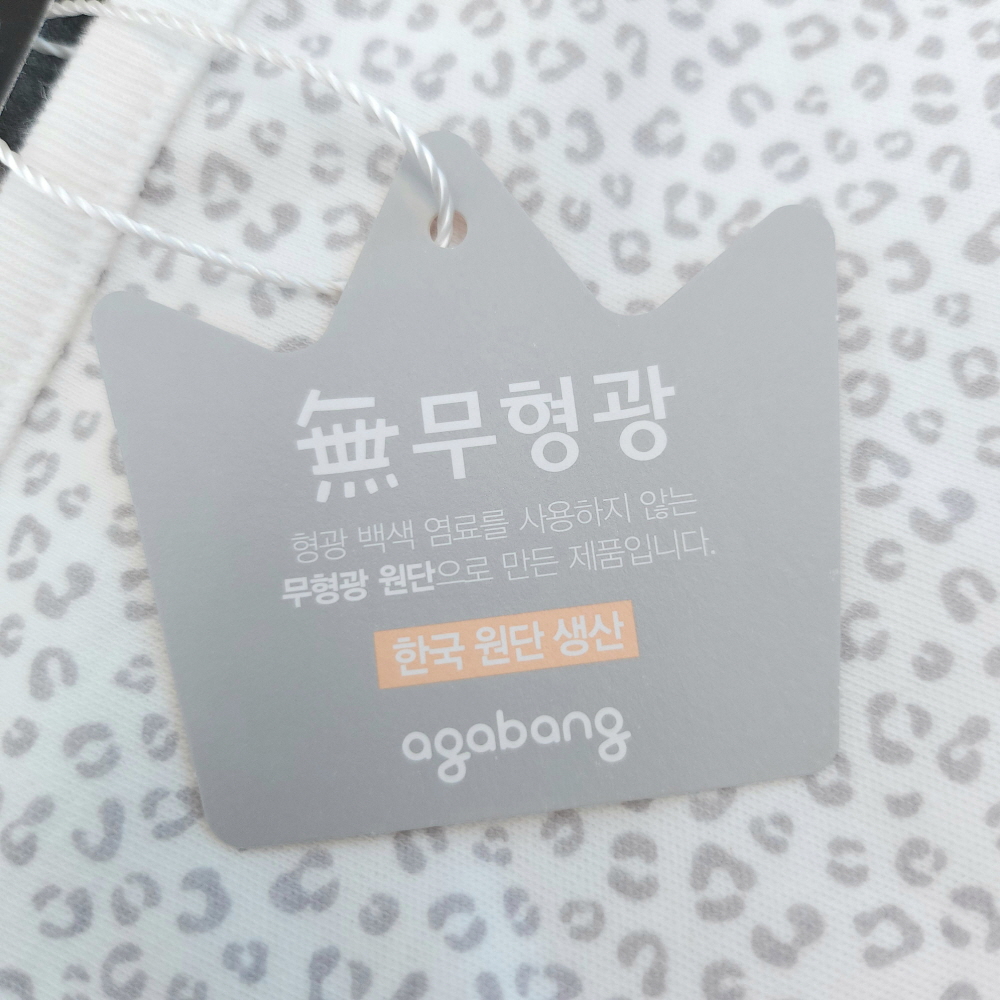 無무형광
형광 백색 염료를 사용하지 않는
무형광 원단으로 만든 제품입니다.
한국 원단 생산
agabang